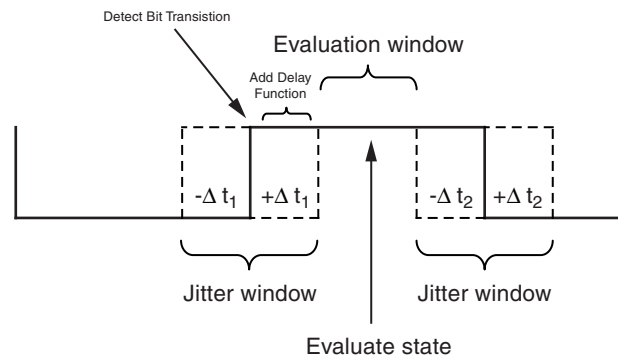 Detect Bit Transistion
Evaluation window
Add Delay
Function
-Δ t1
+Δ t1
-Δ t2
+Δ t2
Jitter window
Jitter window
Evaluate state